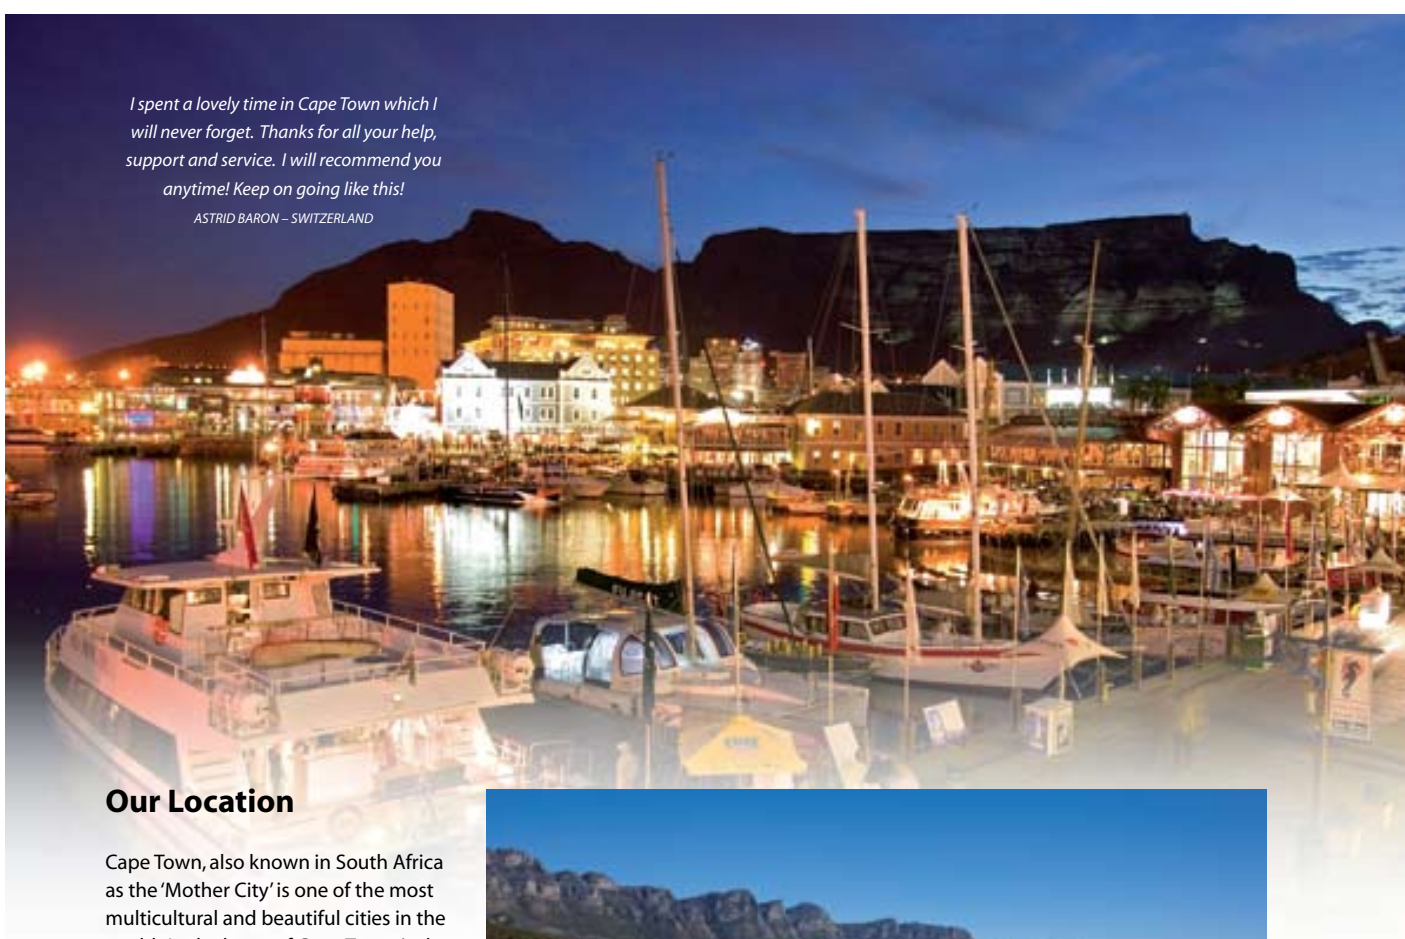 I spent a lovely time in Cape Town which I
will never forget. Thanks for all your help,
support and service. I will recommend you
anytime! Keep on going like this!
ASTRID BARON – SWITZERLAND
Our Location
Cape Town, also known in South Africa
as the ‘Mother City’ is one of the most
multicultural and beautiful cities in the